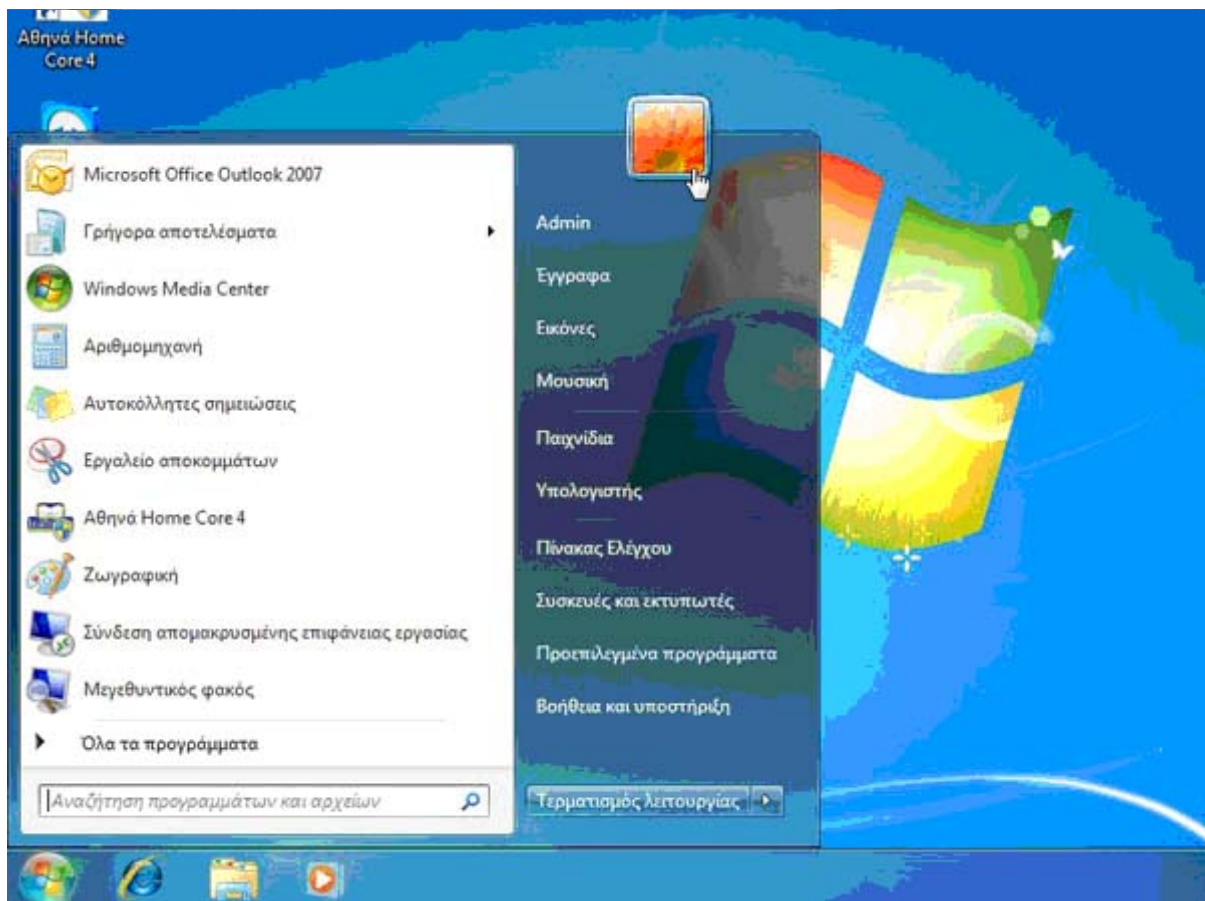 Αθηνά Home
Core 4
Microsoft Office Outlook 2007
Γρήγορα αποτελέσματα
Windows Media Center
Αριθμομηχανή
Αυτοκόλλητες σημειώσεις
Εργαλείο αποκομμάτων
Αθηνά Home Core 4
Ζωγραφική
Σύνδεση απομακρυσμένης επιφάνειας εργασίας
Μεγεθυντικός φακός
Όλα τα προγράμματα
Αναζήτηση προγραμμάτων και αρχείων
Admin
Έγγραφα
Εικόνες
Μουσική
Παιχνίδια
Υπολογιστής
Πίνακας Ελέγχου
Συσκευές και εκτυπωτές
Προεπιλεγμένα προγράμματα
Βοήθεια και υποστήριξη
Τερματισμός λειτουργίας